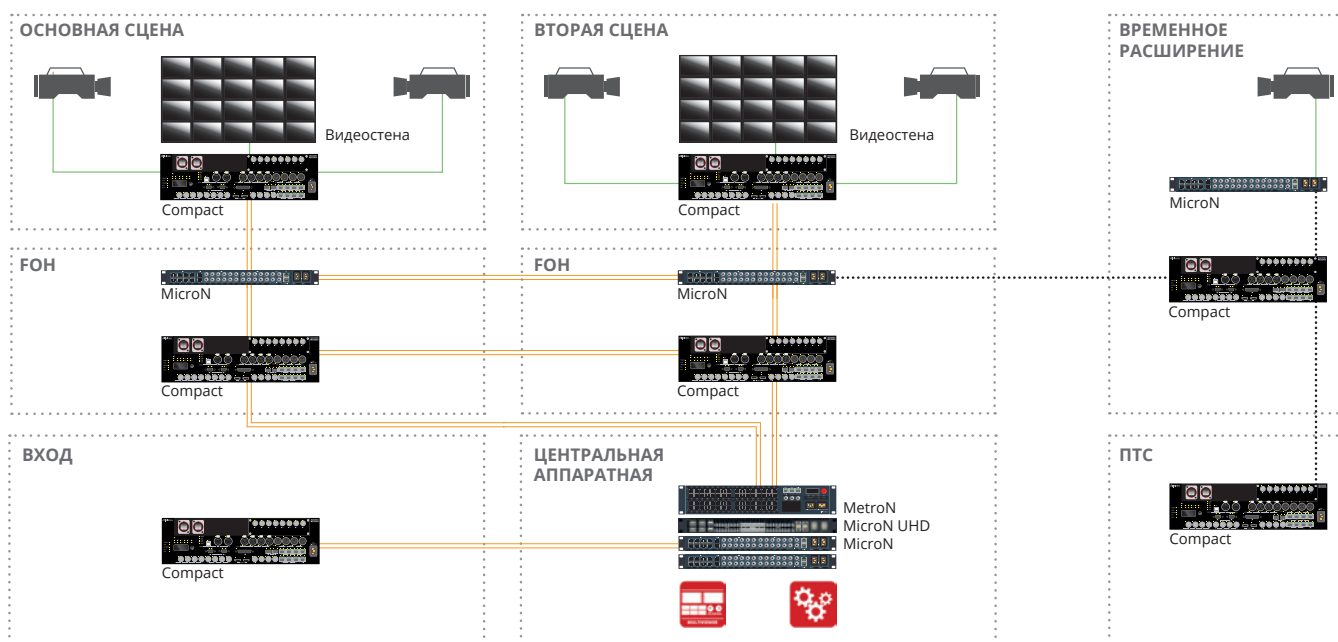 ОСНОВНАЯ СЦЕНА
Видеостена
Compact
ВТОРАЯ СЦЕНА
Видеостена
Compact
ВРЕМЕННОЕ
РАСШИРЕНИЕ
MicroN
Compact
FOH
MicroN
Compact
FOH
MicroN
Compact
ВХОД
Compact
ЦЕНТРАЛЬНАЯ
АППАРАТНАЯ
MetroN
MicroN UHD
MicroN
MULTIVIEWER
ПТС
Compact